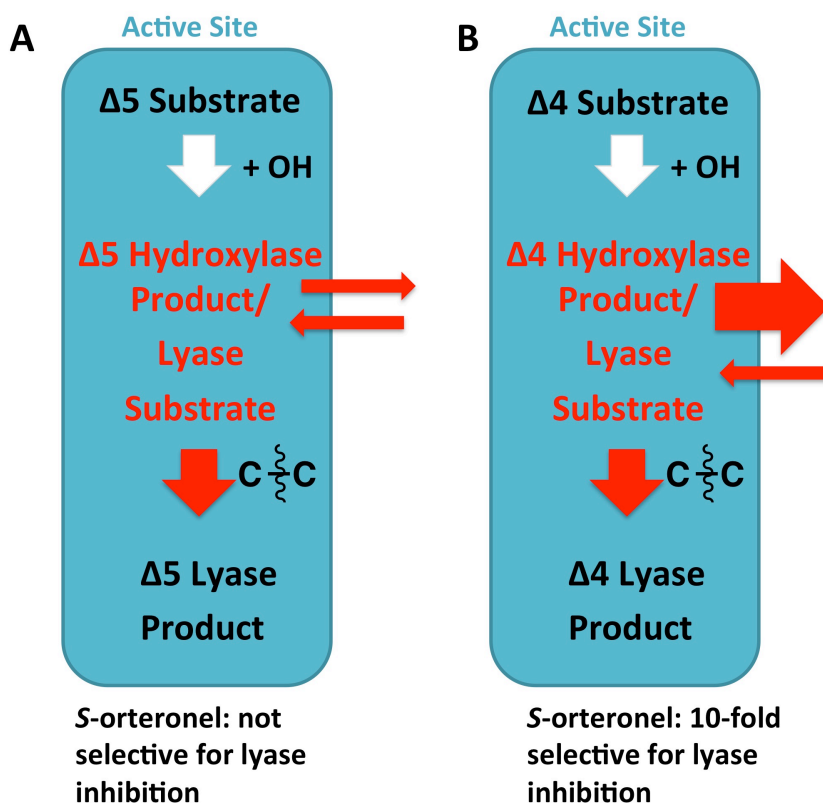 A
Active Site
Δ5 Substrate
+ OH
Δ5 Hydroxylase
Product/
Lyase
Substrate
C C
Δ5 Lyase
Product
S-orteronel: not
selective for lyase
inhibition
B
Active Site
Δ4 Substrate
+ OH
Δ4 Hydroxylase
Product/
Lyase
Substrate
C C
Δ4 Lyase
Product
S-orteronel: 10-fold
selective for lyase
inhibition